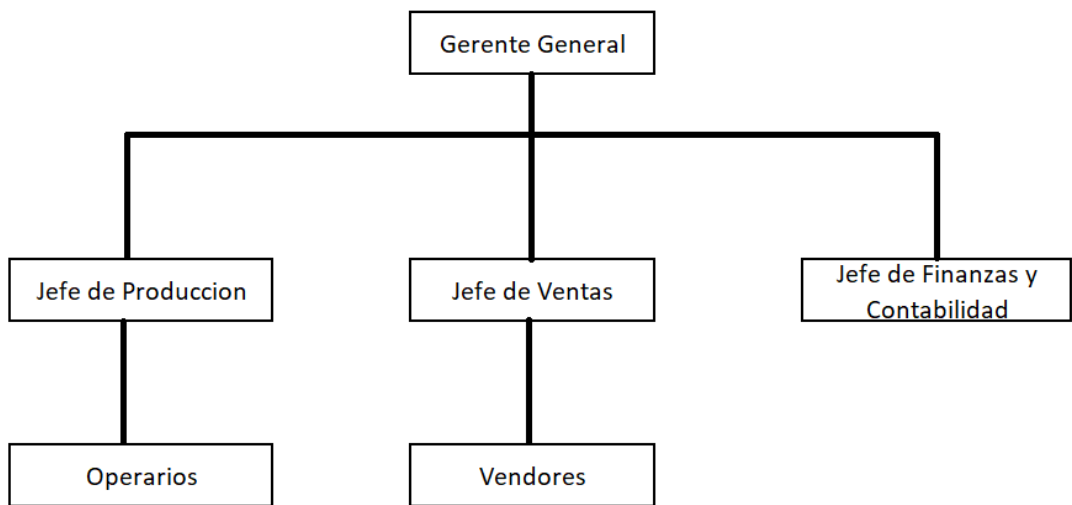 Gerente General
Jefe de Produccion
Jefe de Ventas
Jefe de Finanzas y
Contabilidad
Operarios
Vendores